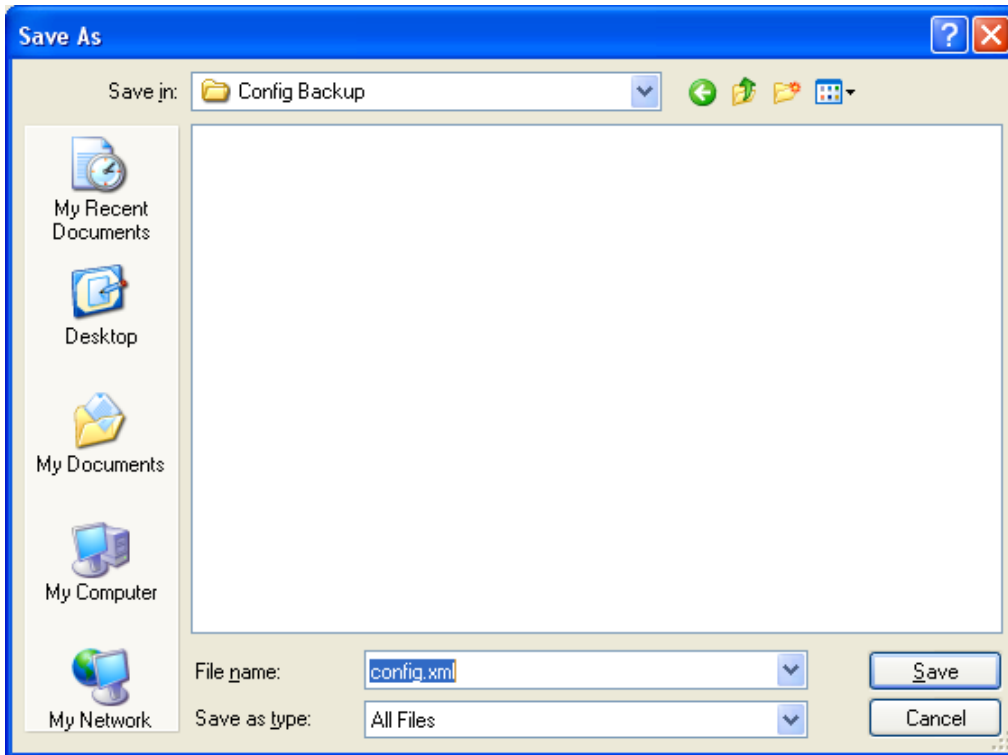 Save As
Save in:
Config Backup
My Recent
Documents
Desktop
My Documents
My Computer
My Network
File name:
config.xml
Save
Save as type:
All Files
Cancel